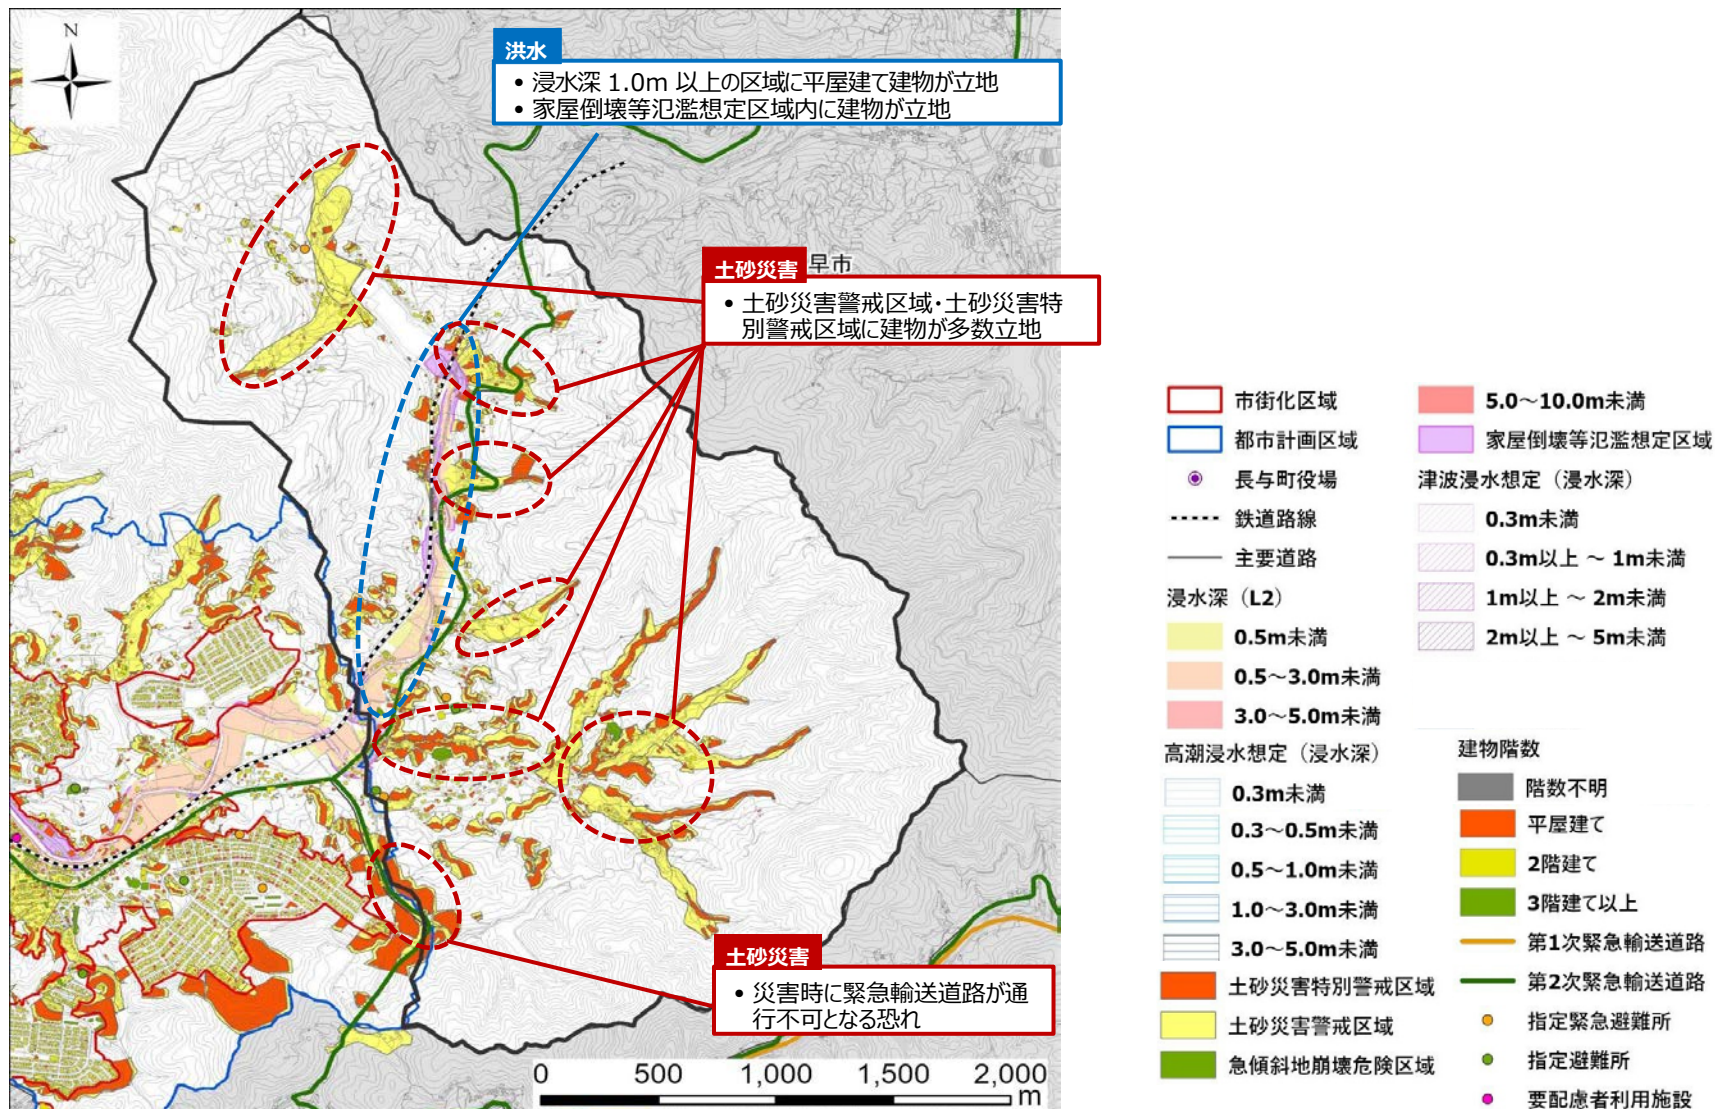 N
洪水
• 浸水深 1.0m 以上の区域に平屋建て建物が立地
• 家屋倒壊等氾濫想定区域内に建物が立地
土砂災害
早市
• 土砂災害警戒区域・土砂災害特
別警戒区域に建物が多数立地
土砂災害
• 災害時に緊急輸送道路が通
行不可となる恐れ
0 500 1,000 1,500 2,000
m
市街化区域
都市計画区域
長与町役場
鉄道路線
主要道路
浸水深（L2）
0.5m未満
0.5～3.0m未満
3.0～5.0m未満
5.0～10.0m未満
家屋倒壊等氾濫想定区域
津波浸水想定（浸水深）
0.3m未満
0.3m以上 ～ 1m未満
1m以上 ～ 2m未満
2m以上 ～ 5m未満
高潮浸水想定（浸水深）
0.3m未満
0.3～0.5m未満
0.5～1.0m未満
1.0～3.0m未満
3.0～5.0m未満
土砂災害特別警戒区域
土砂災害警戒区域
急傾斜地崩壊危険区域
建物階数
階数不明
平屋建て
2階建て
3階建て以上
第1次緊急輸送道路
第2次緊急輸送道路
指定緊急避難所
指定避難所
要配慮者利用施設